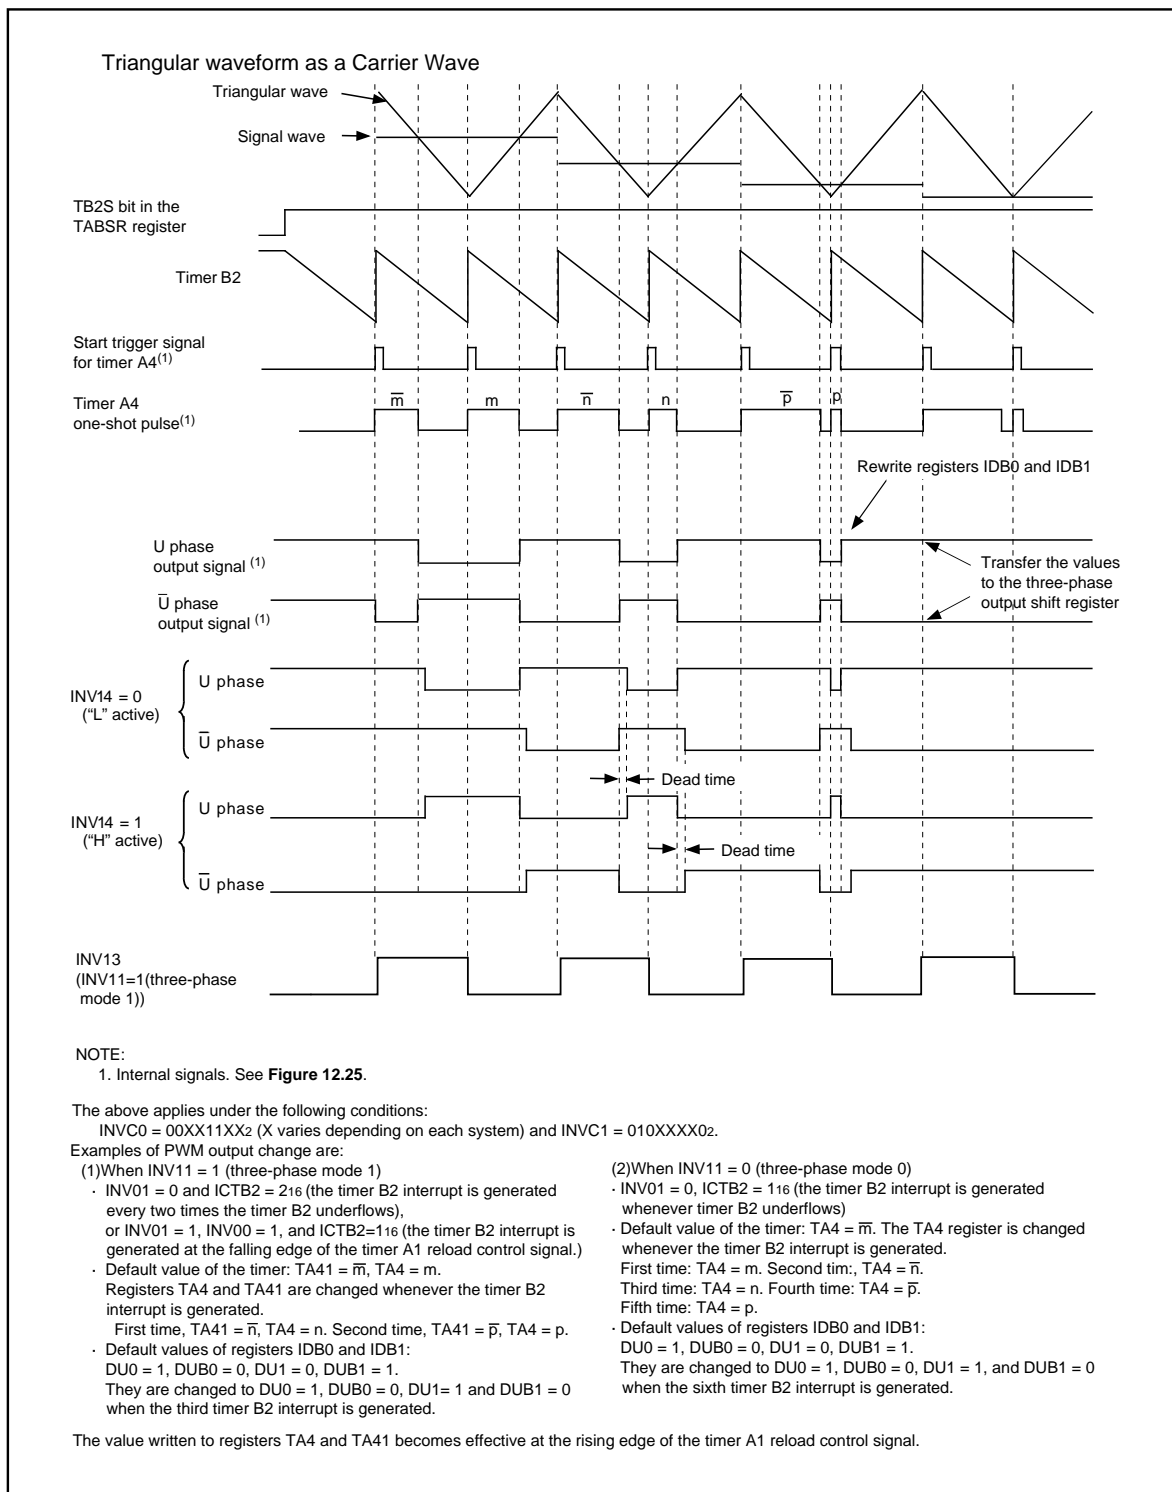 Triangular waveform as a Carrier Wave
Triangular wave
Signal wave
TB2S bit in the
TABSR register
Timer B2
Start trigger signal
for timer A4(1)
Timer A4
one-shot pulse(1)
m̅ m n̅ n p̅ p
Rewrite registers IDB0 and IDB1
U phase
output signal (1)
Transfer the values
to the three-phase
output shift register
U̅ phase
output signal (1)
INV14 = 0
(“L” active)
U phase
U̅ phase
Dead time
INV14 = 1
(“H” active)
U phase
Dead time
U̅ phase
INV13
(INV11=1(three-phase
mode 1))
NOTE:
1. Internal signals. See Figure 12.25.
The above applies under the following conditions:
INVC0 = 00XX11XX2 (X varies depending on each system) and INVC1 = 010XXXX02.
Examples of PWM output change are:
(1)When INV11 = 1 (three-phase mode 1)
· INV01 = 0 and ICTB2 = 216 (the timer B2 interrupt is generated
every two times the timer B2 underflows),
or INV01 = 1, INV00 = 1, and ICTB2=116 (the timer B2 interrupt is
generated at the falling edge of the timer A1 reload control signal.)
· Default value of the timer: TA41 = m̅, TA4 = m.
Registers TA4 and TA41 are changed whenever the timer B2
interrupt is generated.
First time, TA41 = n̅, TA4 = n. Second time, TA41 = p̅, TA4 = p.
· Default values of registers IDB0 and IDB1:
DU0 = 1, DUB0 = 0, DU1 = 0, DUB1 = 1.
They are changed to DU0 = 1, DUB0 = 0, DU1= 1 and DUB1 = 0
when the third timer B2 interrupt is generated.
(2)When INV11 = 0 (three-phase mode 0)
· INV01 = 0, ICTB2 = 116 (the timer B2 interrupt is generated
whenever timer B2 underflows)
· Default value of the timer: TA4 = m̅. The TA4 register is changed
whenever the timer B2 interrupt is generated.
First time: TA4 = m. Second tim:, TA4 = n̅.
Third time: TA4 = n. Fourth time: TA4 = p̅.
Fifth time: TA4 = p.
· Default values of registers IDB0 and IDB1:
DU0 = 1, DUB0 = 0, DU1 = 0, DUB1 = 1.
They are changed to DU0 = 1, DUB0 = 0, DU1 = 1, and DUB1 = 0
when the sixth timer B2 interrupt is generated.
The value written to registers TA4 and TA41 becomes effective at the rising edge of the timer A1 reload control signal.